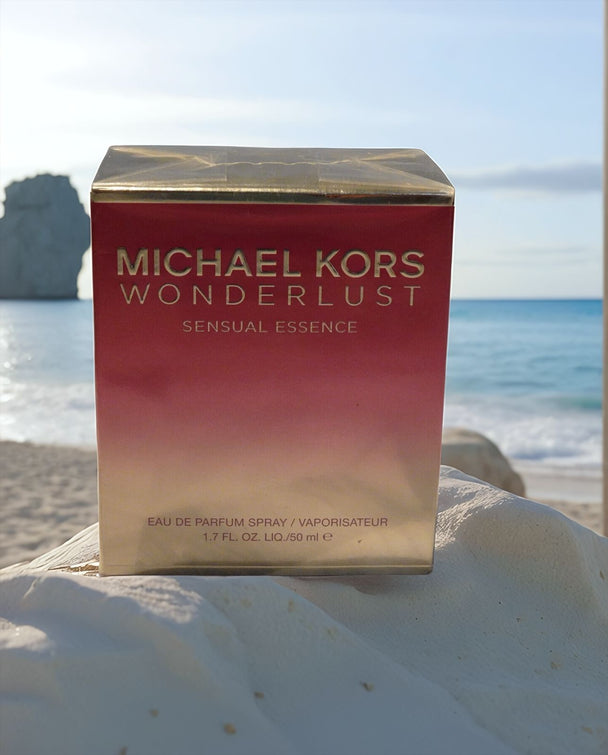 MICHAEL KORS
WONDERLUST
SENSUAL ESSENCE
EAU DE PARFUM SPRAY / VAPORISATEUR
1.7 FL. OZ. LIQ./50 ml ℮